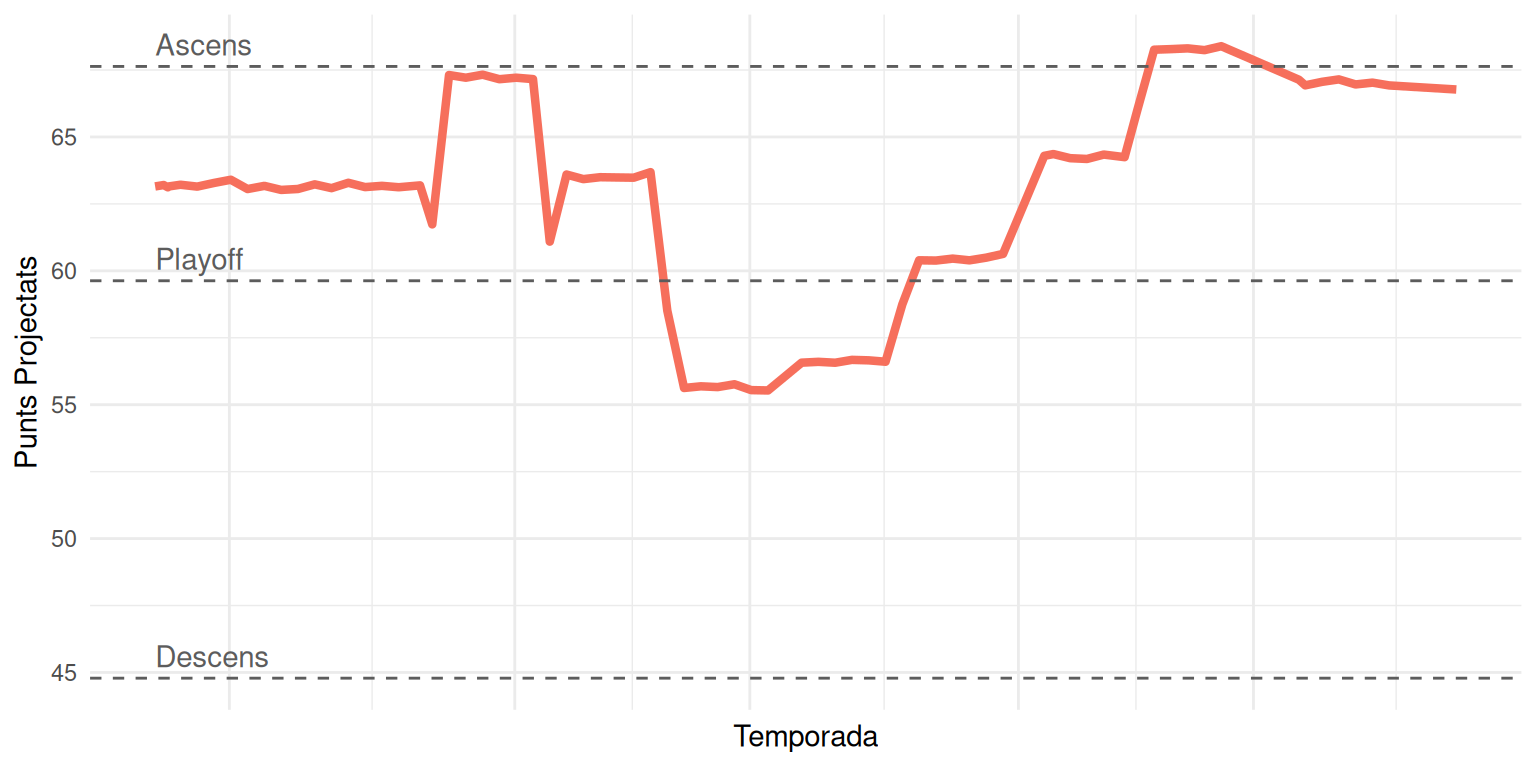 Ascens
65
Playoff
60
Punts Projectats
55
50
Descens
45
Temporada